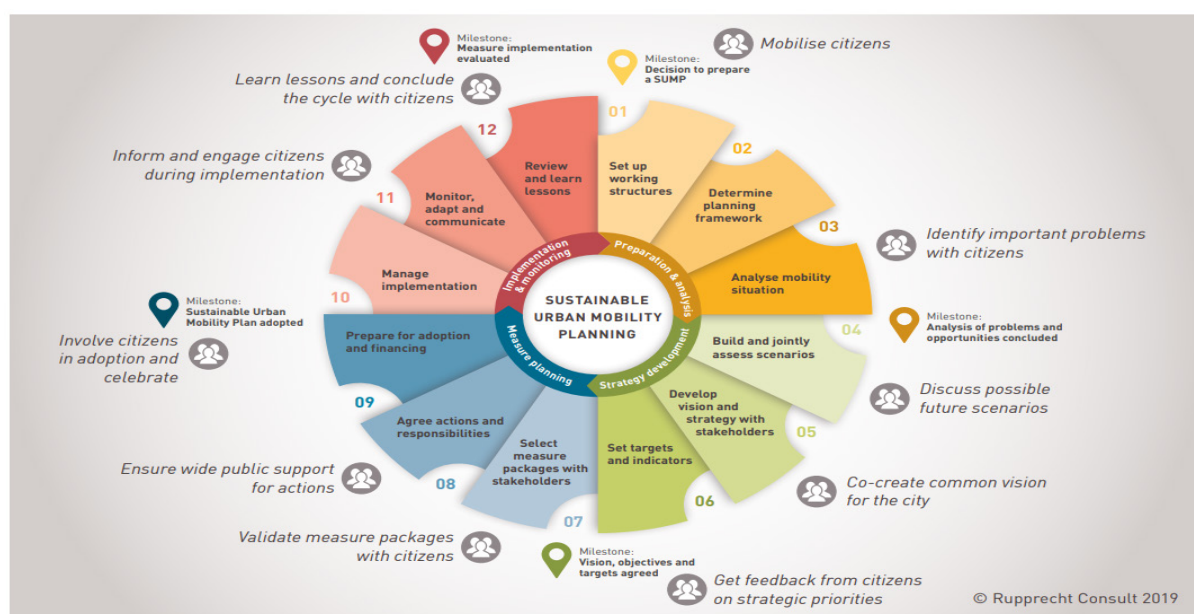 Milestone:
Measure implementation
evaluated
Milestone:
Decision to prepare
a SUMP
Mobilise citizens
Learn lessons and conclude
the cycle with citizens
Inform and engage citizens
during implementation
Identify important problems
with citizens
Milestone:
Analysis of problems and
opportunities concluded
Discuss possible
future scenarios
Co-create common vision
for the city
Get feedback from citizens
on strategic priorities
Milestone:
Vision, objectives and
targets agreed
Validate measure packages
with citizens
Ensure wide public support
for actions
Milestone:
Sustainable Urban
Mobility Plan adopted
Involve citizens
in adoption and
celebrate
01
Set up
working
structures
02
Determine
planning
framework
03
Analyse mobility
situation
04
Build and jointly
assess scenarios
05
Develop
vision and
strategy with
stakeholders
06
Set targets
and indicators
07
Select
measure
packages with
stakeholders
08
Agree actions and
responsibilities
09
Prepare for adoption
and financing
10
Manage
implementation
11
Monitor,
adapt and
communicate
12
Review
and learn
lessons
Preparation & analysis
Strategy development
Measure planning
Implementation
& monitoring
SUSTAINABLE
URBAN MOBILITY
PLANNING
© Rupprecht Consult 2019